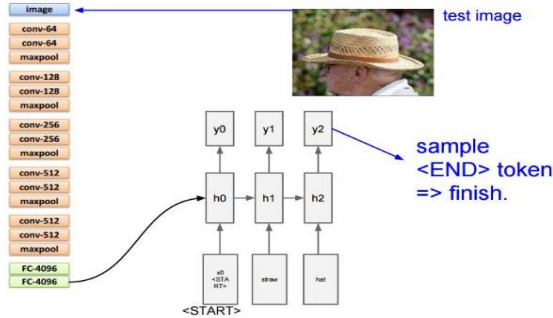 image
conv-64
conv-64
maxpool
conv-128
conv-128
maxpool
conv-256
conv-256
maxpool
conv-512
conv-512
maxpool
conv-512
conv-512
maxpool
FC-4096
FC-4096
test image
y0
y1
y2
sample
<END> token
=> finish.
h0
h1
h2
x0
<STA
RT>
straw
hat
<START>